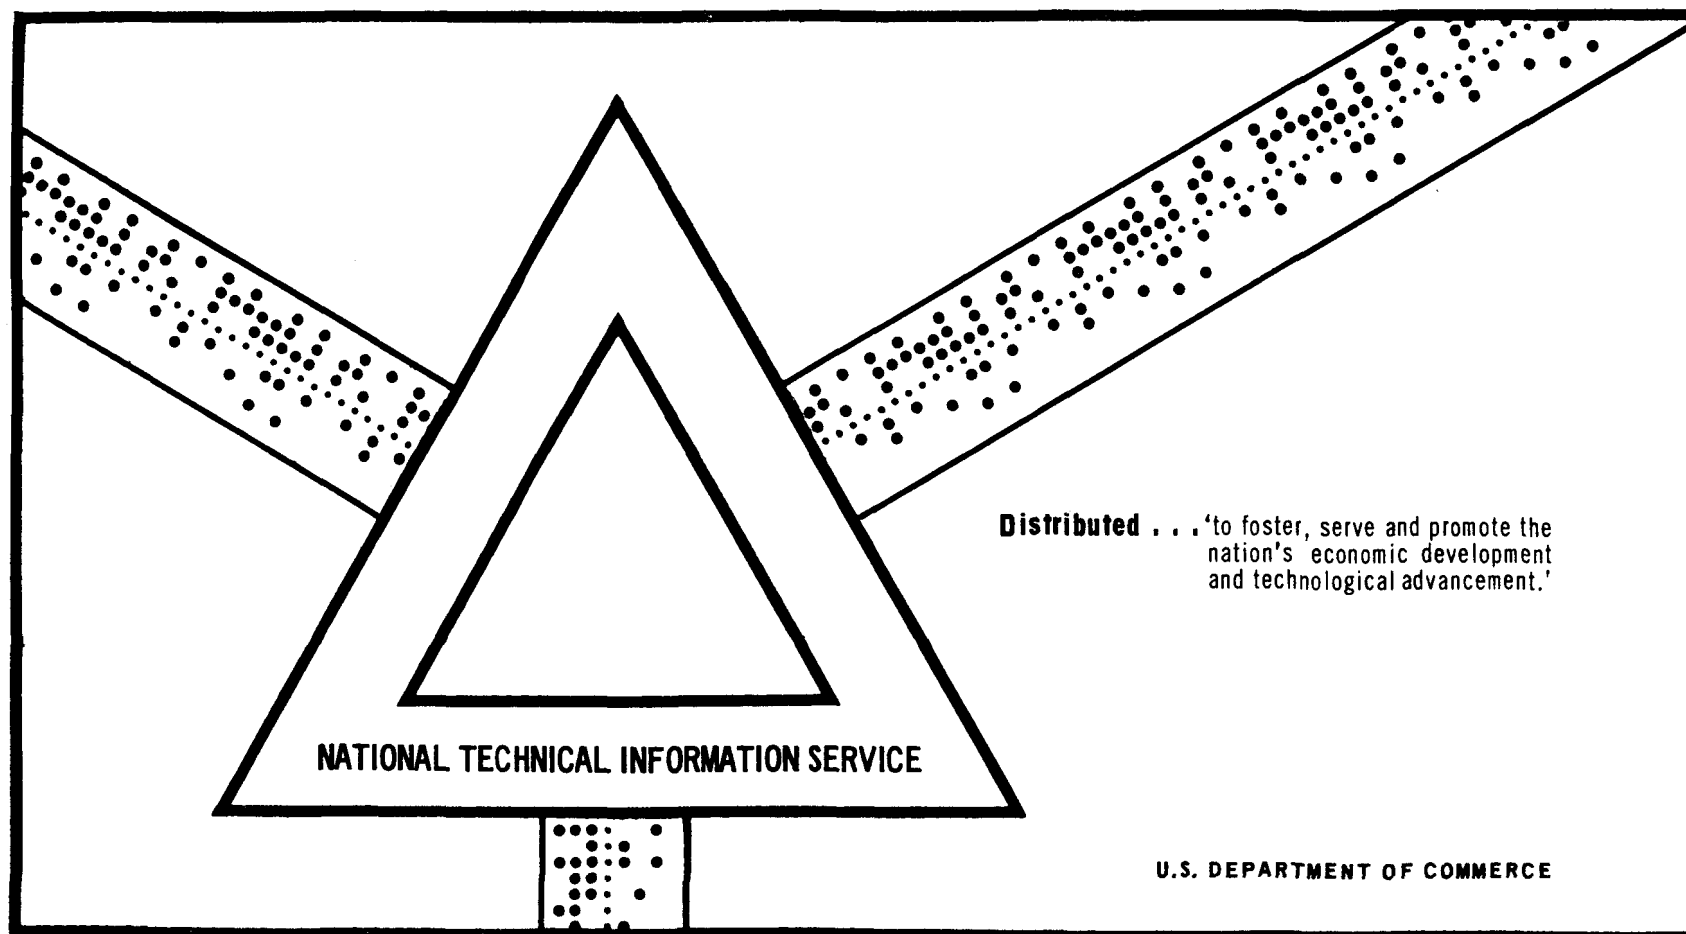 Distributed . . . ‘to foster, serve and promote the
nation's economic development
and technological advancement.'
NATIONAL TECHNICAL INFORMATION SERVICE
U.S. DEPARTMENT OF COMMERCE